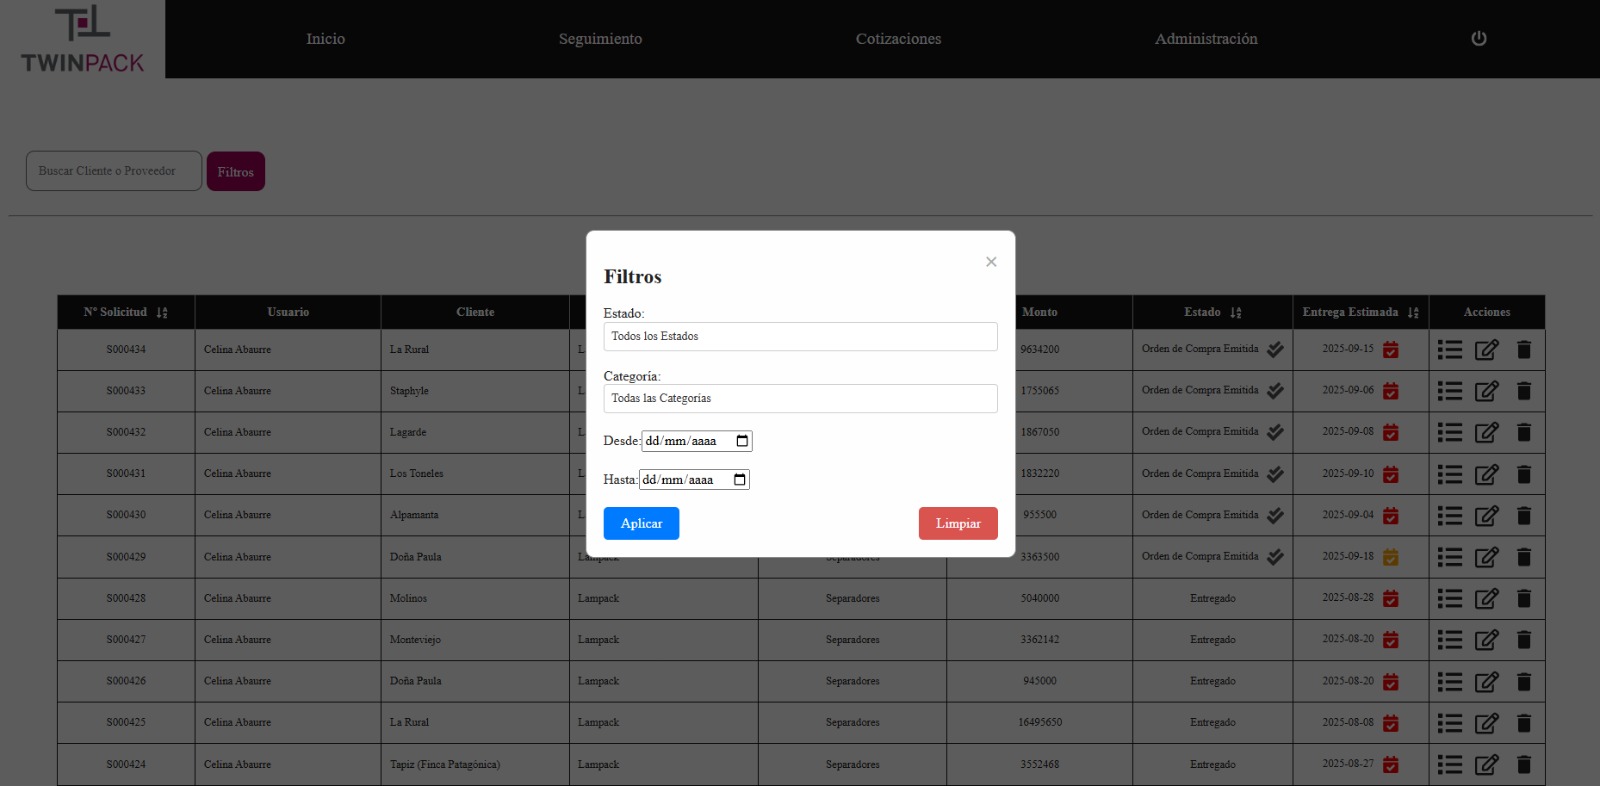 TWINPACK
Inicio
Seguimiento
Cotizaciones
Administración
Buscar Cliente o Proveedor
Filtros
×
Filtros
Estado:
Todos los Estados
Categoría:
Todas las Categorías
Desde: dd/mm/aaaa
Hasta: dd/mm/aaaa
Aplicar Limpiar
Nº Solicitud Usuario Cliente Monto Estado Entrega Estimada Acciones
S000434 Celina Abaurre La Rural 9634200 Orden de Compra Emitida 2025-09-15
S000433 Celina Abaurre Staphyle 1755065 Orden de Compra Emitida 2025-09-06
S000432 Celina Abaurre Lagarde 1867050 Orden de Compra Emitida 2025-09-08
S000431 Celina Abaurre Los Toneles 1832220 Orden de Compra Emitida 2025-09-10
S000430 Celina Abaurre Alpamanta 955500 Orden de Compra Emitida 2025-09-04
S000429 Celina Abaurre Doña Paula Lampack Separadores 3363500 Orden de Compra Emitida 2025-09-18
S000428 Celina Abaurre Molinos Lampack Separadores 5040000 Entregado 2025-08-28
S000427 Celina Abaurre Monteviejo Lampack Separadores 3362142 Entregado 2025-08-20
S000426 Celina Abaurre Doña Paula Lampack Separadores 945000 Entregado 2025-08-20
S000425 Celina Abaurre La Rural Lampack Separadores 16495650 Entregado 2025-08-08
S000424 Celina Abaurre Tapiz (Finca Patagónica) Lampack Separadores 3552468 Entregado 2025-08-27